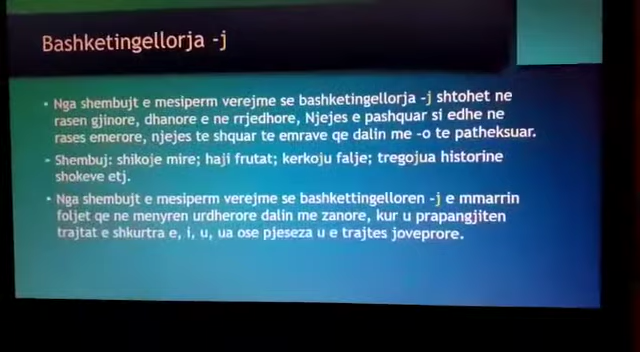 Bashketingellorja -j
• Nga shembujt e mesiperm verejme se bashketingellorja -j shtohet ne
rasen gjinore, dhanore e ne rrjedhore, Njejes e pashquar si edhe ne
rases emerore, njejes te shquar te emrave qe dalin me -o te patheksuar.
- Shembuj: shikoje mire; haji frutat; kerkoju falje; tregojua historine
shokeve etj.
• Nga shembujt e mesiperm verejme se bashkettingelloren -j e mmarrin
foljet qe ne menyren urdherore dalin me zanore, kur u prapangjiten
trajtat e shkurtra e, i, u, ua ose pjeseza u e trajtes joveprore.